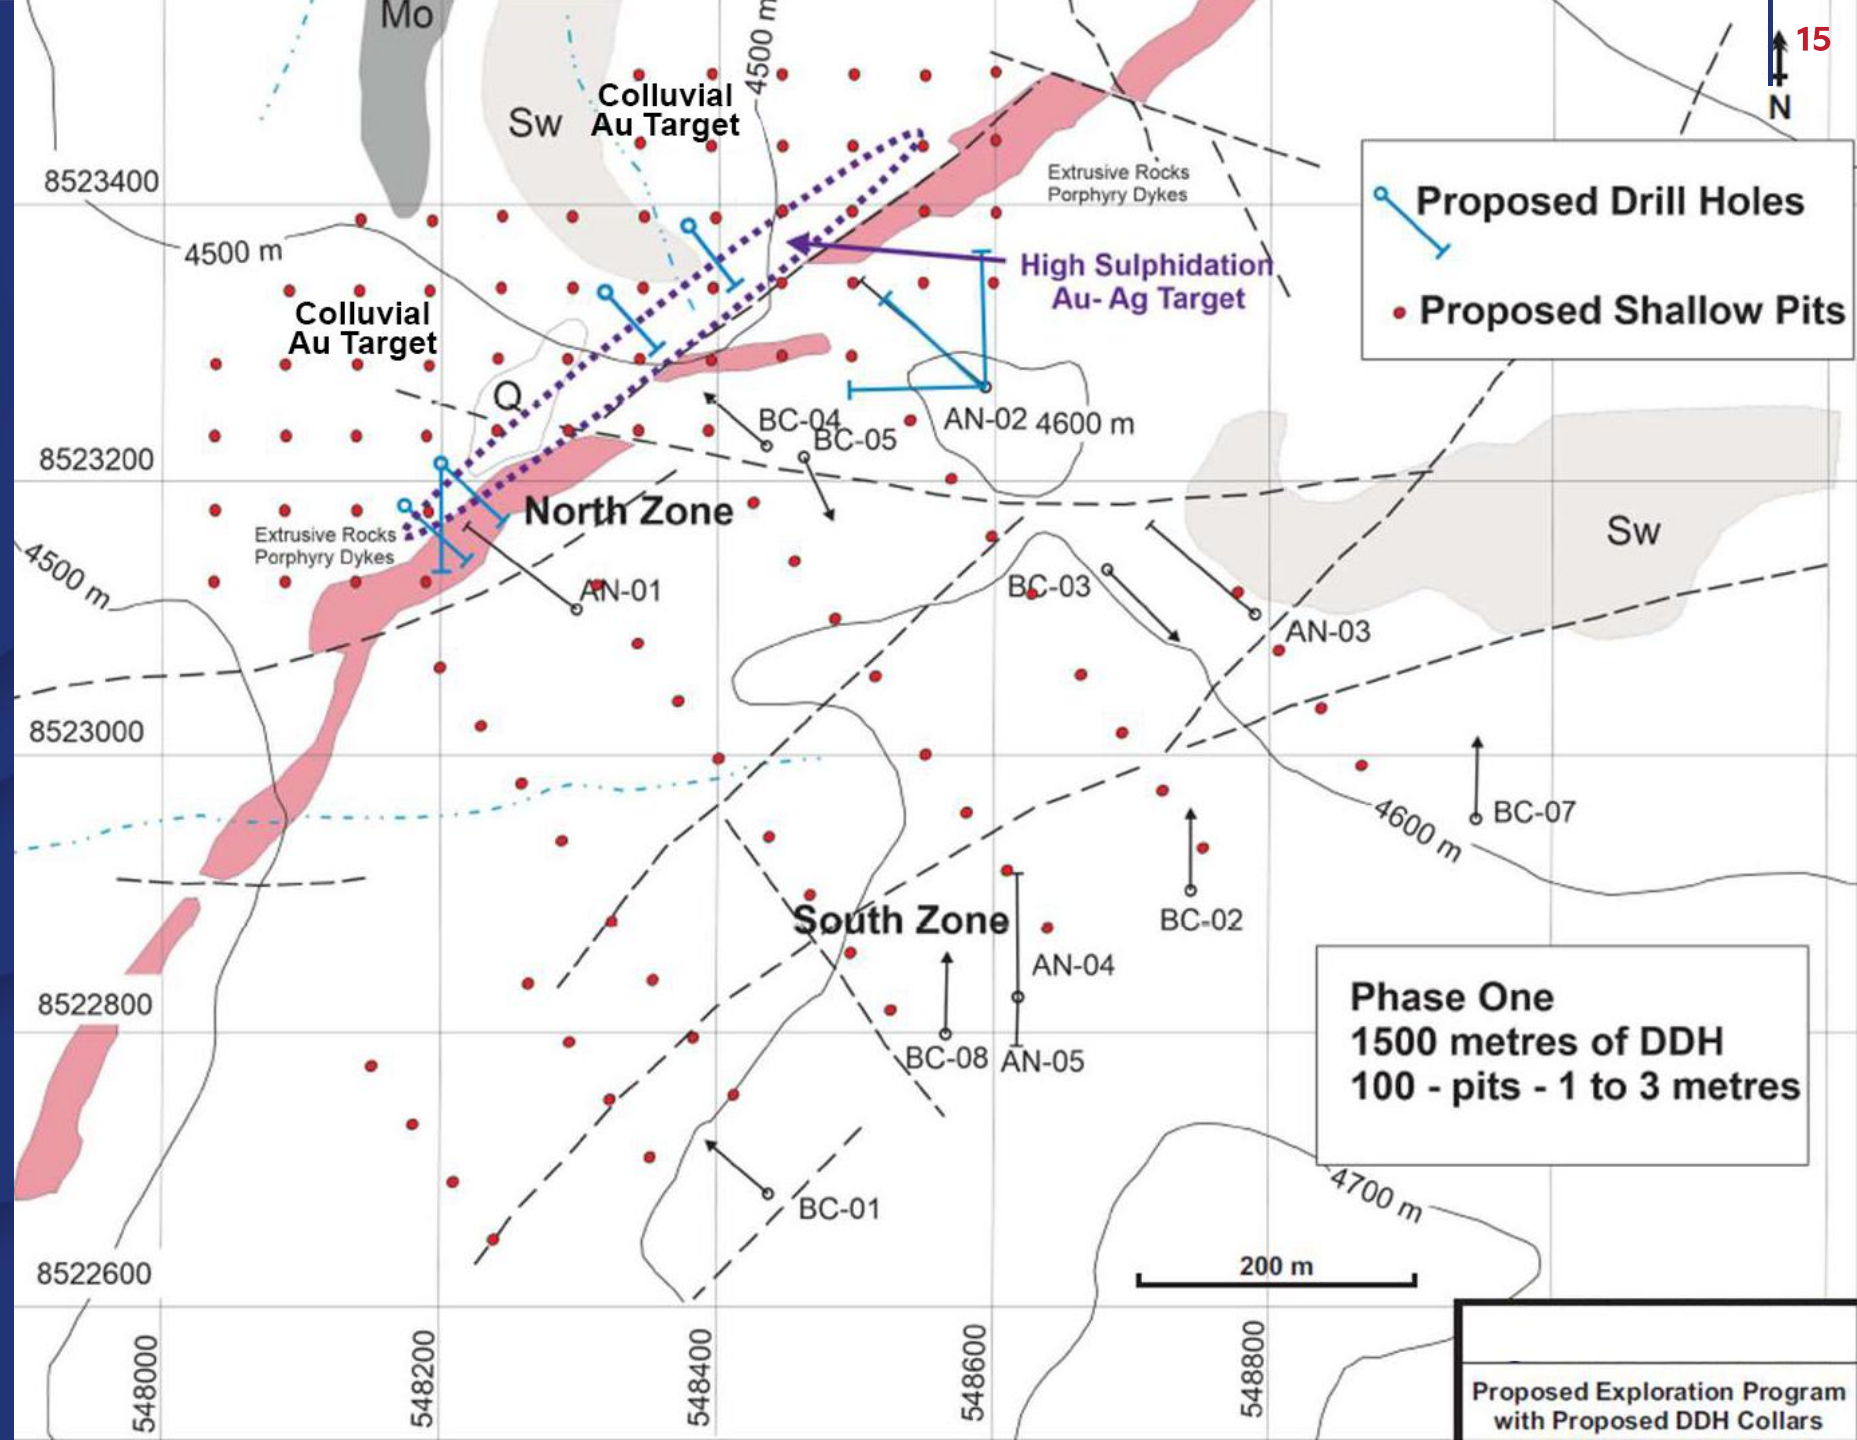 Mo
4500 m
15
N
Colluvial
Au Target
Sw
Extrusive Rocks
Porphyry Dykes
8523400
4500 m
Proposed Drill Holes
Proposed Shallow Pits
High Sulphidation
Au- Ag Target
Colluvial
Au Target
Q
BC-04
BC-05
AN-02
4600 m
8523200
North Zone
Extrusive Rocks
Porphyry Dykes
Sw
4500 m
AN-01
BC-03
AN-03
8523000
4600 m
BC-07
South Zone
BC-02
AN-04
8522800
BC-08
AN-05
Phase One
1500 metres of DDH
100 - pits - 1 to 3 metres
BC-01
4700 m
8522600
200 m
548000
548200
548400
548600
548800
Proposed Exploration Program
with Proposed DDH Collars